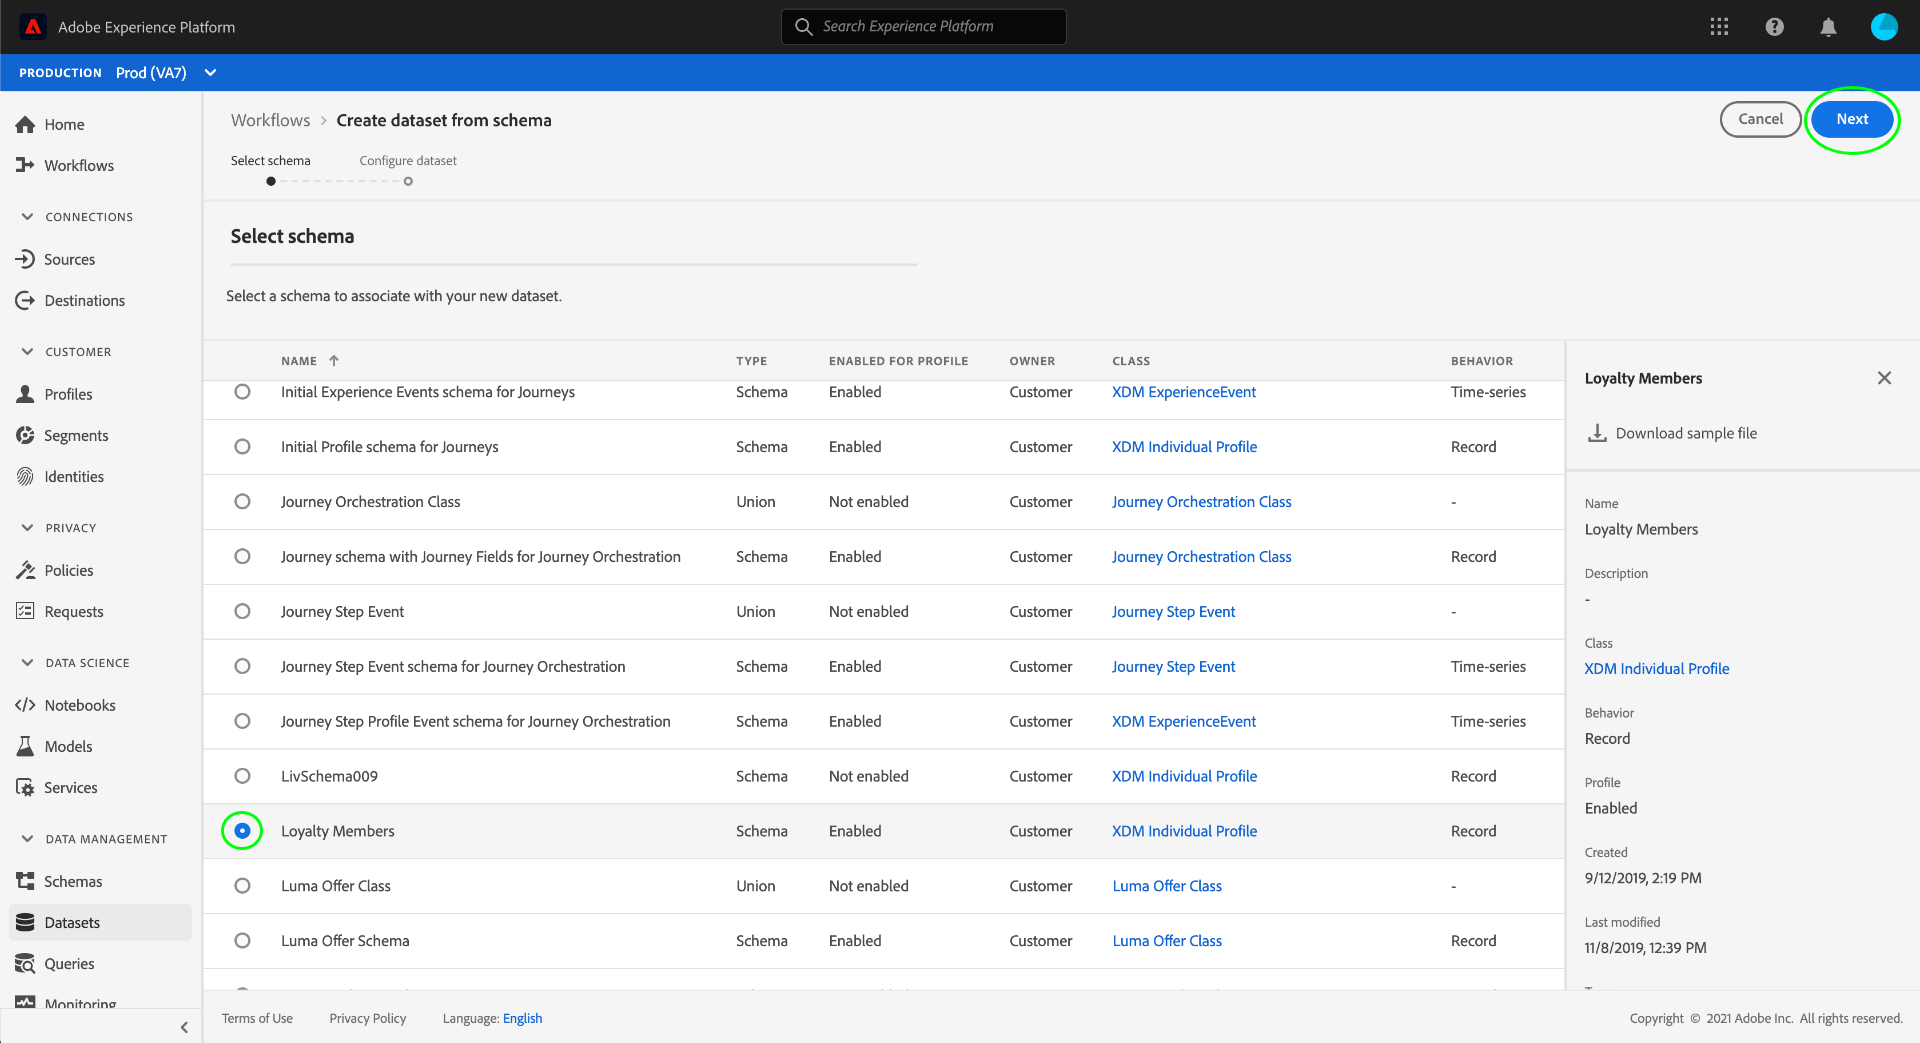 Adobe Experience Platform
Search Experience Platform
PRODUCTION Prod (VA7)
Home
Workflows
CONNECTIONS
Sources
Destinations
CUSTOMER
Profiles
Segments
Identities
PRIVACY
Policies
Requests
DATA SCIENCE
Notebooks
Models
Services
DATA MANAGEMENT
Schemas
Datasets
Queries
Monitoring
Workflows > Create dataset from schema
Cancel
Next
Select schema Configure dataset
Select schema
Select a schema to associate with your new dataset.
NAME TYPE ENABLED FOR PROFILE OWNER CLASS BEHAVIOR
Initial Experience Events schema for Journeys Schema Enabled Customer XDM ExperienceEvent Time-series
Initial Profile schema for Journeys Schema Enabled Customer XDM Individual Profile Record
Journey Orchestration Class Union Not enabled Customer Journey Orchestration Class -
Journey schema with Journey Fields for Journey Orchestration Schema Enabled Customer Journey Orchestration Class Record
Journey Step Event Union Not enabled Customer Journey Step Event -
Journey Step Event schema for Journey Orchestration Schema Enabled Customer Journey Step Event Time-series
Journey Step Profile Event schema for Journey Orchestration Schema Enabled Customer XDM ExperienceEvent Time-series
LivSchema009 Schema Not enabled Customer XDM Individual Profile Record
Loyalty Members Schema Enabled Customer XDM Individual Profile Record
Luma Offer Class Union Not enabled Customer Luma Offer Class -
Luma Offer Schema Schema Enabled Customer Luma Offer Class Record
Loyalty Members
Download sample file
Name
Loyalty Members
Description
-
Class
XDM Individual Profile
Behavior
Record
Profile
Enabled
Created
9/12/2019, 2:19 PM
Last modified
11/8/2019, 12:39 PM
Terms of Use Privacy Policy Language: English
Copyright © 2021 Adobe Inc. All rights reserved.